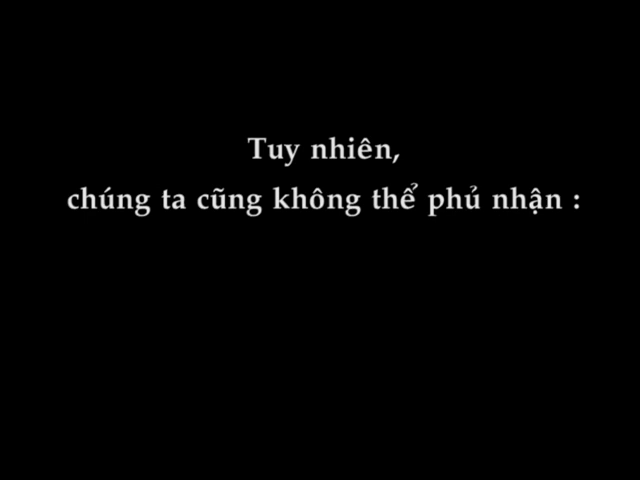 Tuy nhiên,
chúng ta cũng không thể phủ nhận :